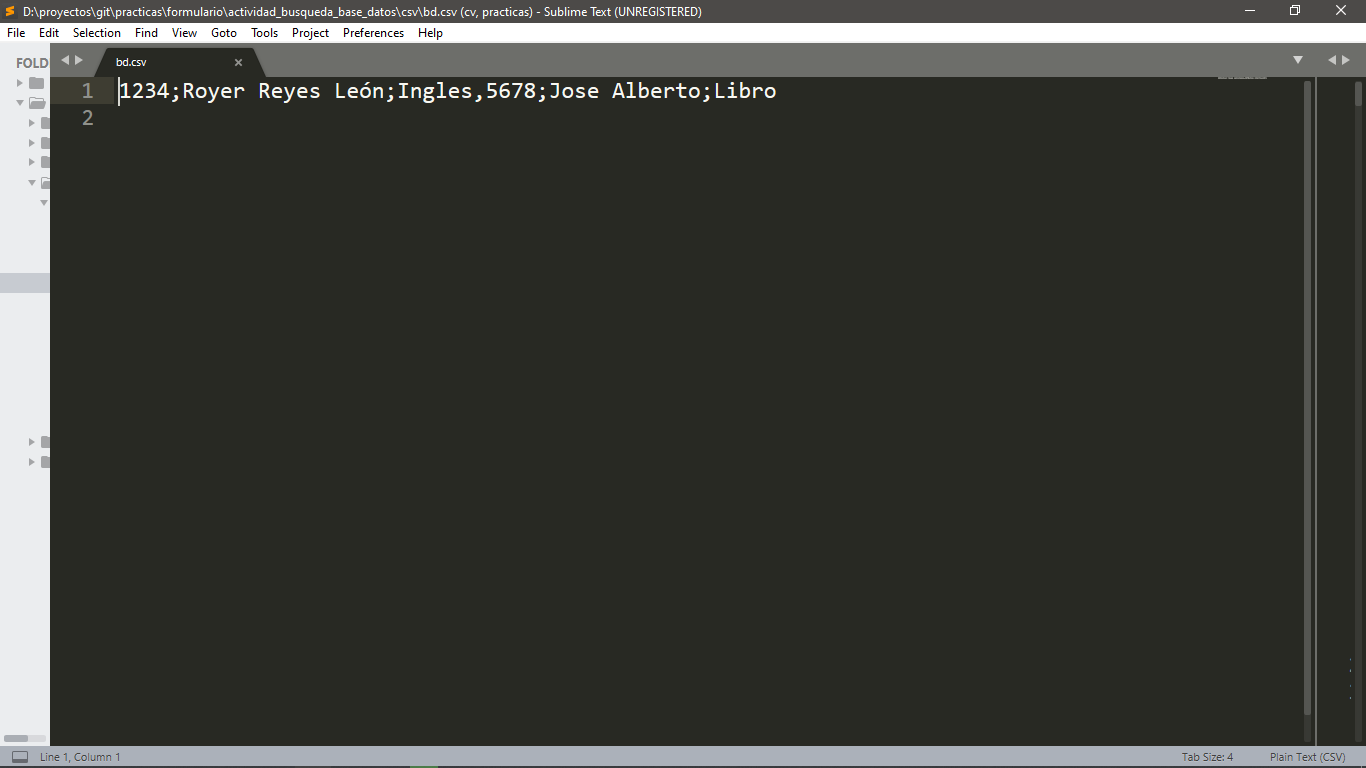 D:\proyectos\git\practicas\formulario\actividad_busqueda_base_datos\csv\bd.csv (cv, practicas) - Sublime Text (UNREGISTERED)
File Edit Selection Find View Goto Tools Project Preferences Help
FOLD
bd.csv
1 1234;Royer Reyes León;Ingles,5678;Jose Alberto;Libro
2
Line 1, Column 1 Tab Size: 4 Plain Text (CSV)